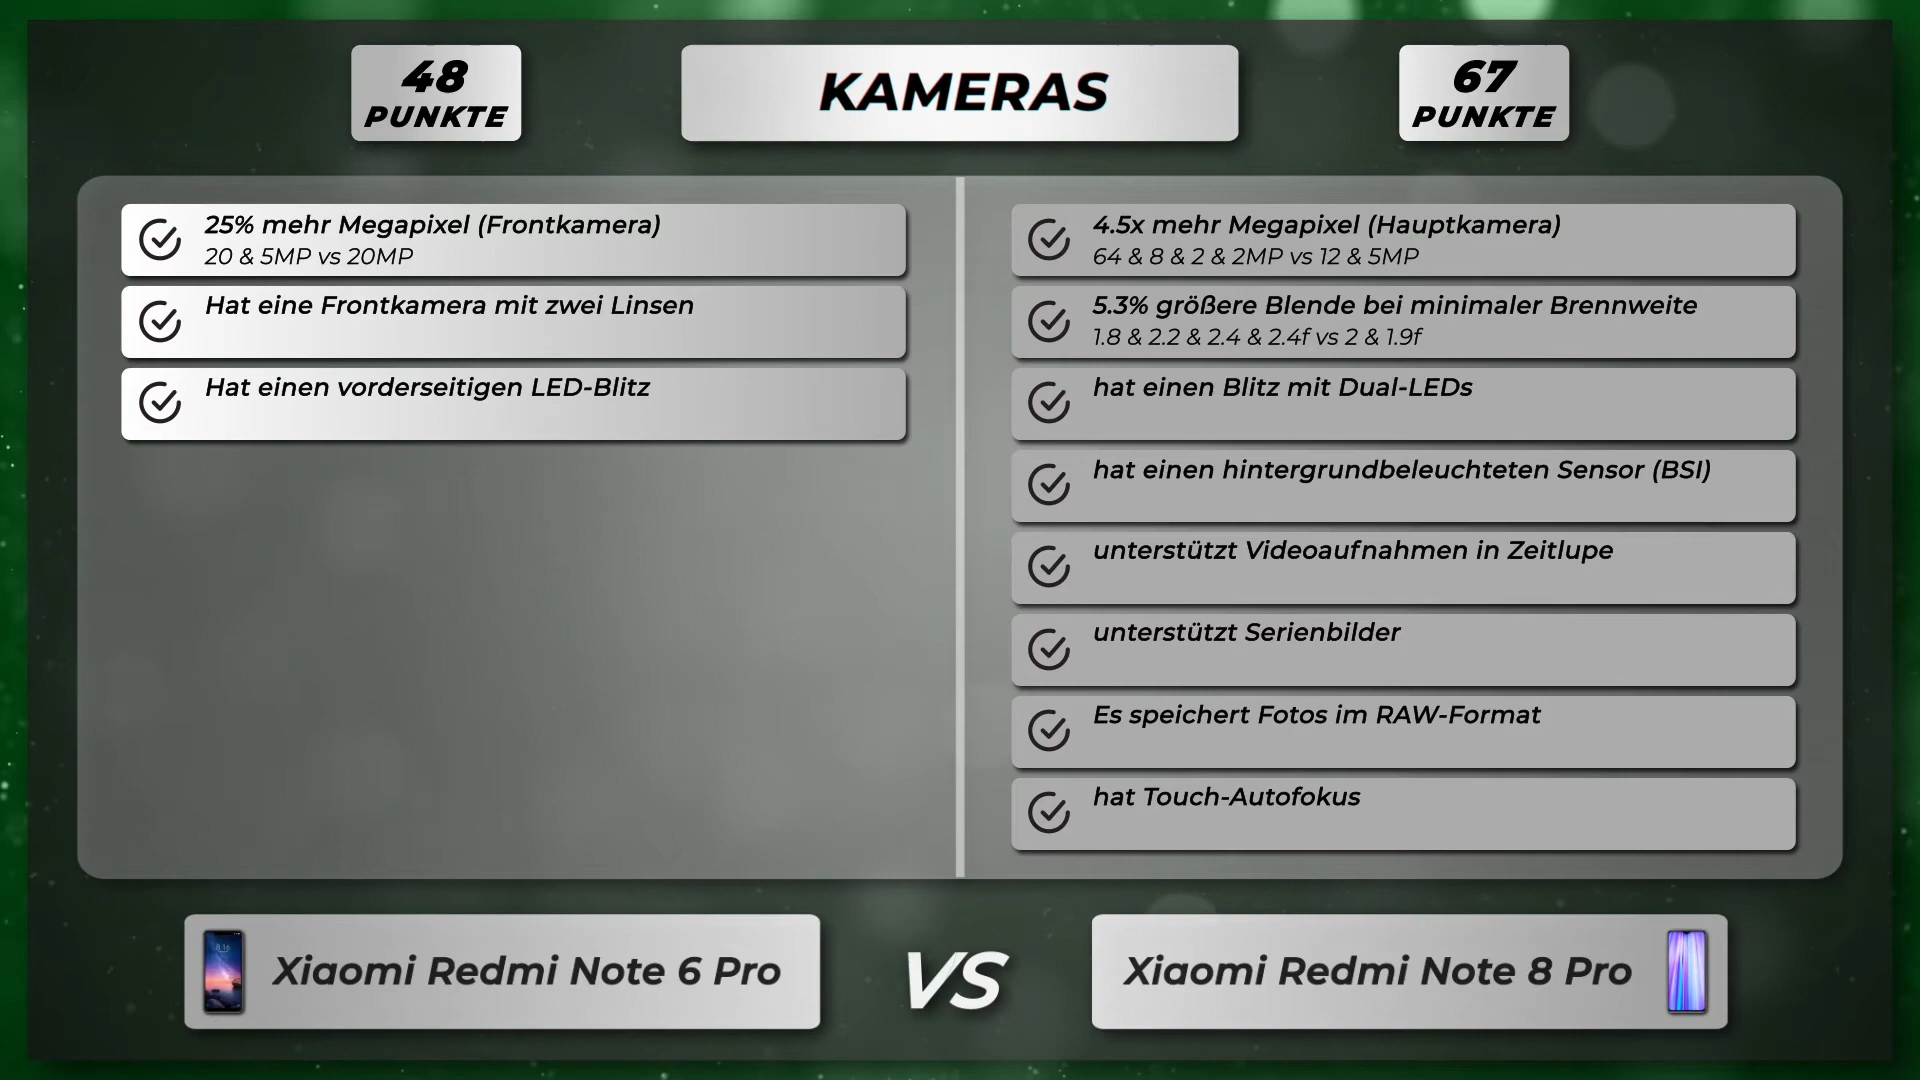 48
PUNKTE
KAMERAS
67
PUNKTE
25% mehr Megapixel (Frontkamera)
20 & 5MP vs 20MP
Hat eine Frontkamera mit zwei Linsen
Hat einen vorderseitigen LED-Blitz
4.5x mehr Megapixel (Hauptkamera)
64 & 8 & 2 & 2MP vs 12 & 5MP
5.3% größere Blende bei minimaler Brennweite
1.8 & 2.2 & 2.4 & 2.4f vs 2 & 1.9f
hat einen Blitz mit Dual-LEDs
hat einen hintergrundbeleuchteten Sensor (BSI)
unterstützt Videoaufnahmen in Zeitlupe
unterstützt Serienbilder
Es speichert Fotos im RAW-Format
hat Touch-Autofokus
8:16
Xiaomi Redmi Note 6 Pro
VS
Xiaomi Redmi Note 8 Pro